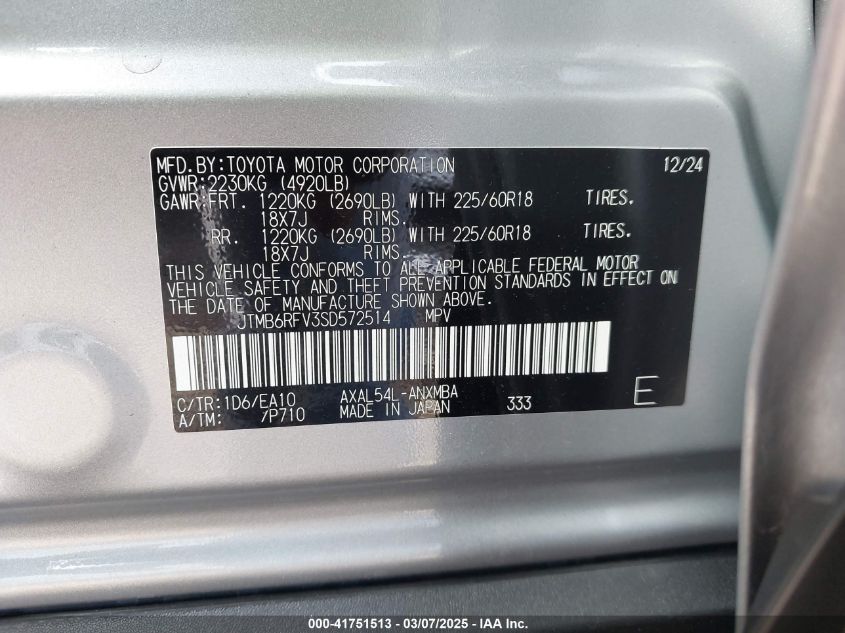 MFD.BY:TOYOTA MOTOR CORPORATION 12/24
GVWR:2230KG (4920LB)
GAWR:FRT. 1220KG (2690LB) WITH 225/60R18 TIRES.
18X7J RIMS.
RR. 1220KG (2690LB) WITH 225/60R18 TIRES.
18X7J RIMS.
THIS VEHICLE CONFORMS TO ALL APPLICABLE FEDERAL MOTOR
VEHICLE SAFETY AND THEFT PREVENTION STANDARDS IN EFFECT ON
THE DATE OF MANUFACTURE SHOWN ABOVE.
JTMB6RFV3SD572514 MPV
C/TR:1D6/EA10 AXAL54L-ANXMBA
A/TM: 7P710 MADE IN JAPAN 333 E
000-41751513 — 03/07/2025 — IAA Inc.